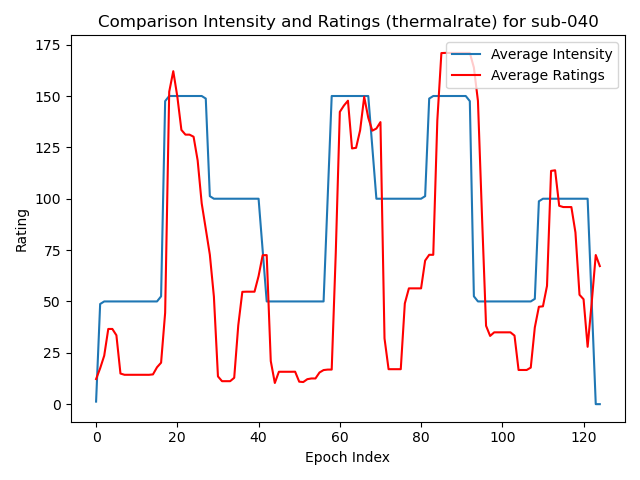 Comparison Intensity and Ratings (thermalrate) for sub-040
Average Intensity
Average Ratings
175
150
125
100
75
50
25
0
Rating
0 20 40 60 80 100 120
Epoch Index